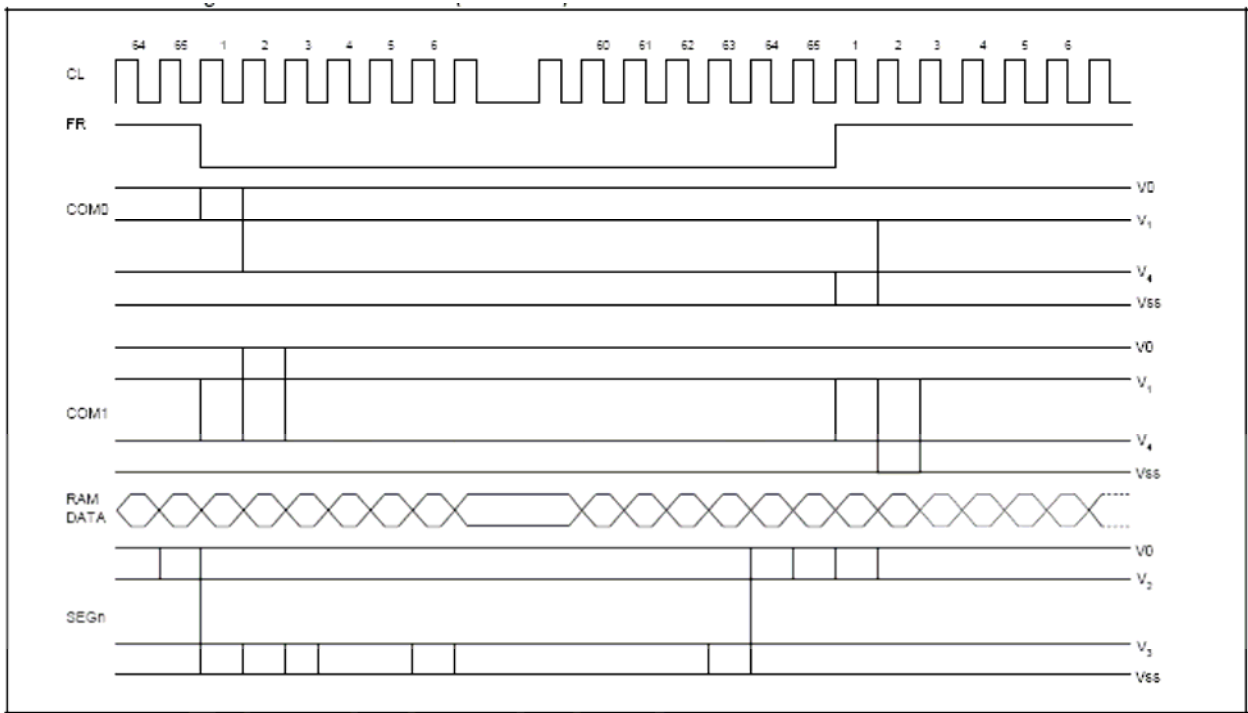 64 65 1 2 3 4 5 6 60 61 62 63 64 65 1 2 3 4 5 6
CL
FR
V0
COM0
V₁
V₄
Vss
V0
V₁
COM1
V₄
Vss
RAM
DATA
V0
V₂
SEGn
V₃
Vss